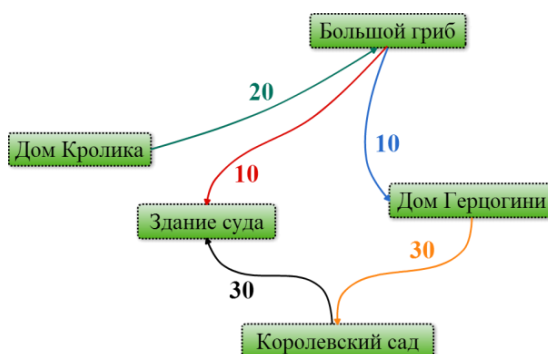 Большой гриб
20
Дом Кролика
10
10
Дом Герцогини
Здание суда
30
30
Королевский сад